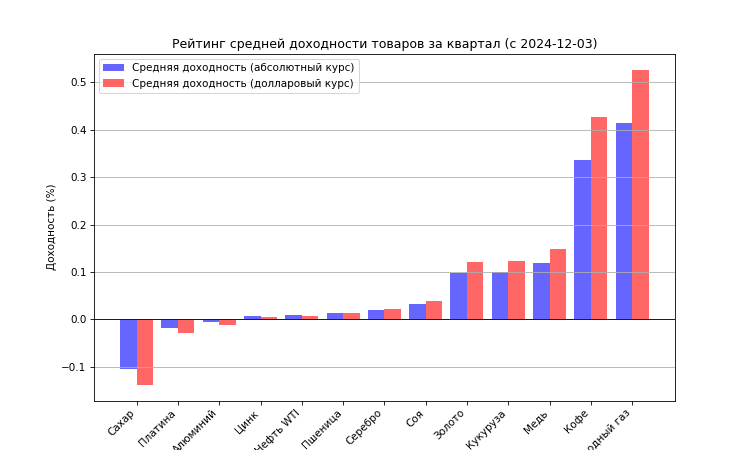 Рейтинг средней доходности товаров за квартал (с 2024-12-03)
Средняя доходность (абсолютный курс)
Средняя доходность (долларовый курс)
Доходность (%)
0.5
0.4
0.3
0.2
0.1
0.0
−0.1
Сахар
Платина
Алюминий
Цинк
Нефть WTI
Пшеница
Серебро
Соя
Золото
Кукуруза
Медь
Кофе
газ